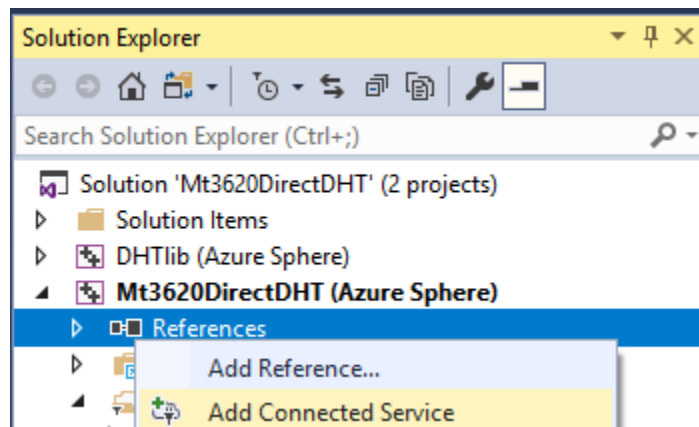 Solution Explorer
Search Solution Explorer (Ctrl+;)
Solution 'Mt3620DirectDHT' (2 projects)
Solution Items
DHTlib (Azure Sphere)
Mt3620DirectDHT (Azure Sphere)
References
Add Reference...
Add Connected Service